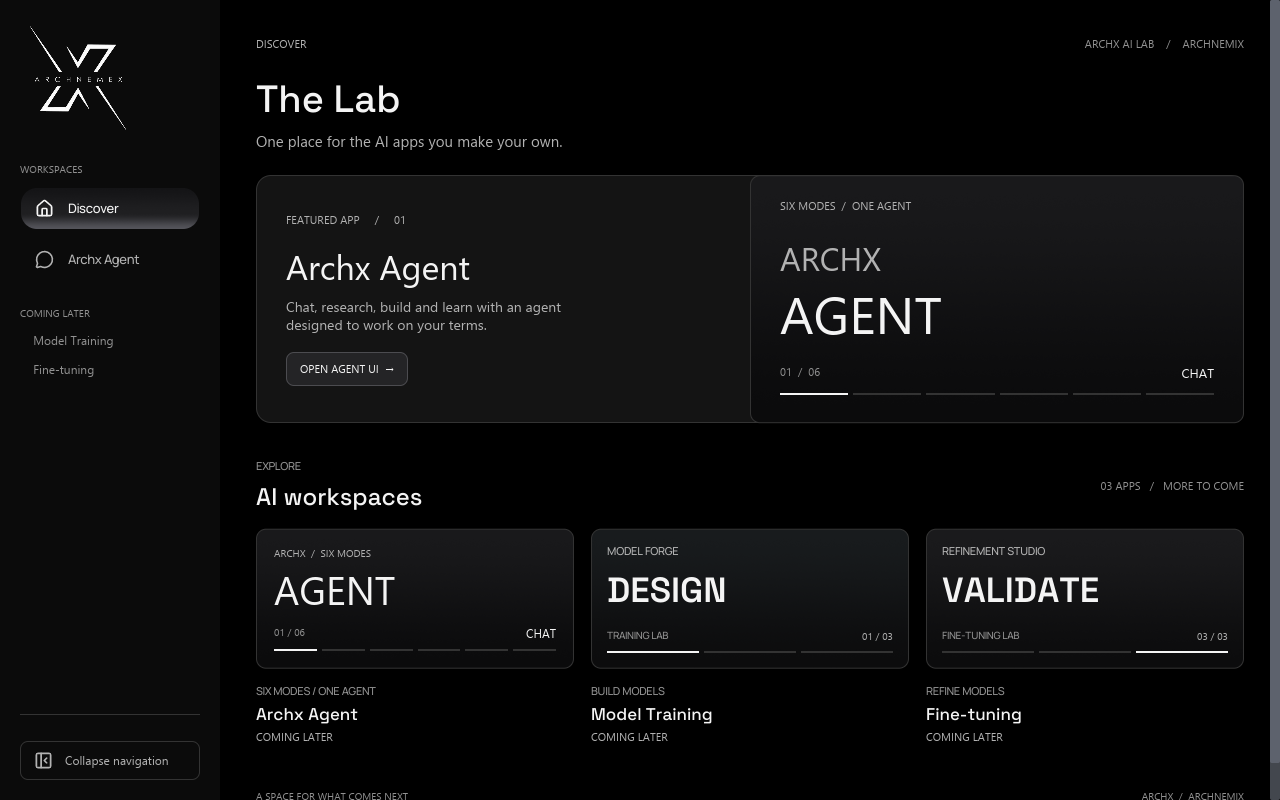 ARCHNEMEX
WORKSPACES
Discover
Archx Agent
COMING LATER
Model Training
Fine-tuning
Collapse navigation
DISCOVER
ARCHX AI LAB / ARCHNEMIX
The Lab
One place for the AI apps you make your own.
FEATURED APP / 01
Archx Agent
Chat, research, build and learn with an agent
designed to work on your terms.
OPEN AGENT UI →
SIX MODES / ONE AGENT
ARCHX
AGENT
01 / 06
CHAT
EXPLORE
AI workspaces
03 APPS / MORE TO COME
ARCHX / SIX MODES
AGENT
01 / 06
CHAT
SIX MODES / ONE AGENT
Archx Agent
COMING LATER
MODEL FORGE
DESIGN
TRAINING LAB
01 / 03
BUILD MODELS
Model Training
COMING LATER
REFINEMENT STUDIO
VALIDATE
FINE-TUNING LAB
03 / 03
REFINE MODELS
Fine-tuning
COMING LATER
A SPACE FOR WHAT COMES NEXT
ARCHX / ARCHNEMIX